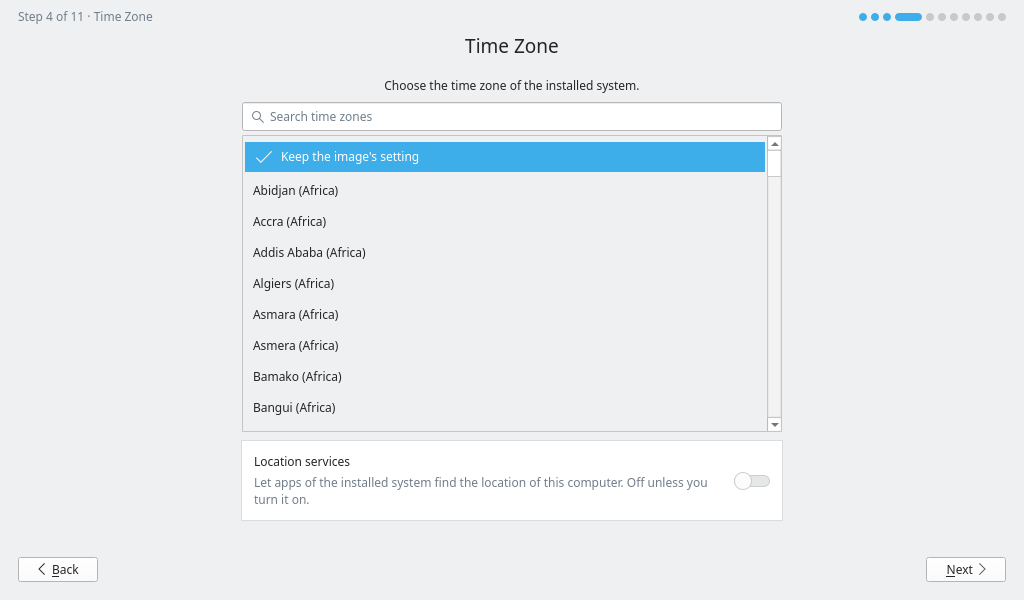 Step 4 of 11 · Time Zone
Time Zone
Choose the time zone of the installed system.
Search time zones
Keep the image's setting
Abidjan (Africa)
Accra (Africa)
Addis Ababa (Africa)
Algiers (Africa)
Asmara (Africa)
Asmera (Africa)
Bamako (Africa)
Bangui (Africa)
Location services
Let apps of the installed system find the location of this computer. Off unless you
turn it on.
Back
Next